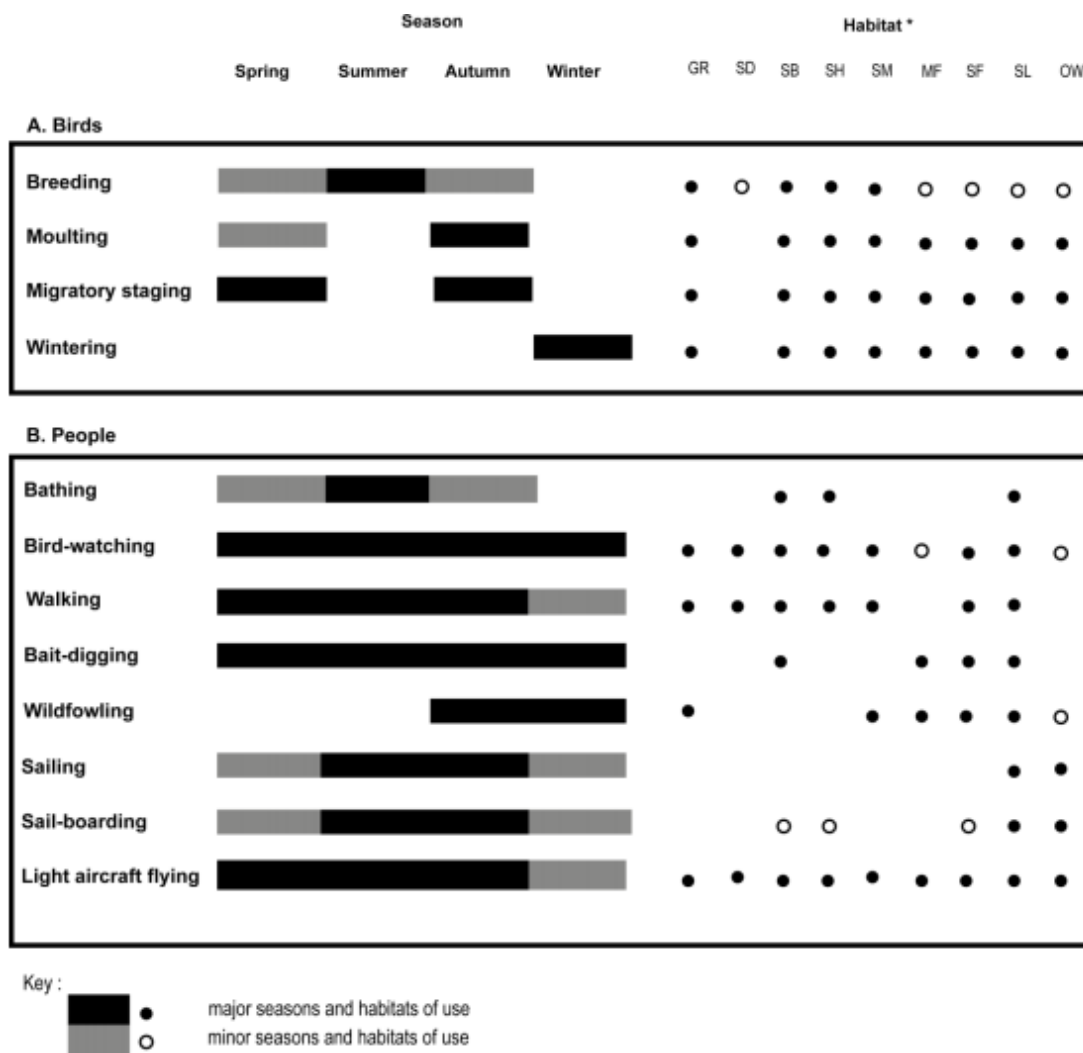 Season Habitat *
Spring Summer Autumn Winter GR SD SB SH SM MF SF SL OW
A. Birds
Breeding
Moulting
Migratory staging
Wintering
B. People
Bathing
Bird-watching
Walking
Bait-digging
Wildfowling
Sailing
Sail-boarding
Light aircraft flying
Key :
major seasons and habitats of use
minor seasons and habitats of use